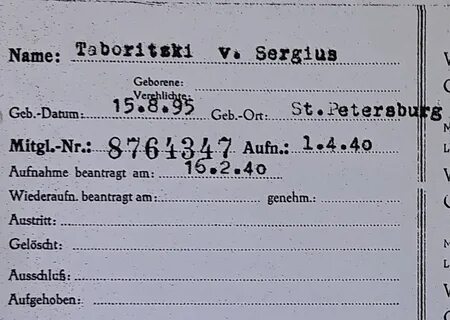 Name: Taboritski v. Sergius
Geborene:
Verehlichte:
Geb.-Datum: 15.8.95 Geb.-Ort: St.Petersburg
Mitgl.-Nr.: 8764347 Aufn.: 1.4.40
Aufnahme beantragt am: 16.2.40
Wiederaufn. beantragt am: genehm.:
Austritt:
Gelöscht:
Ausschluß:
Aufgehoben: